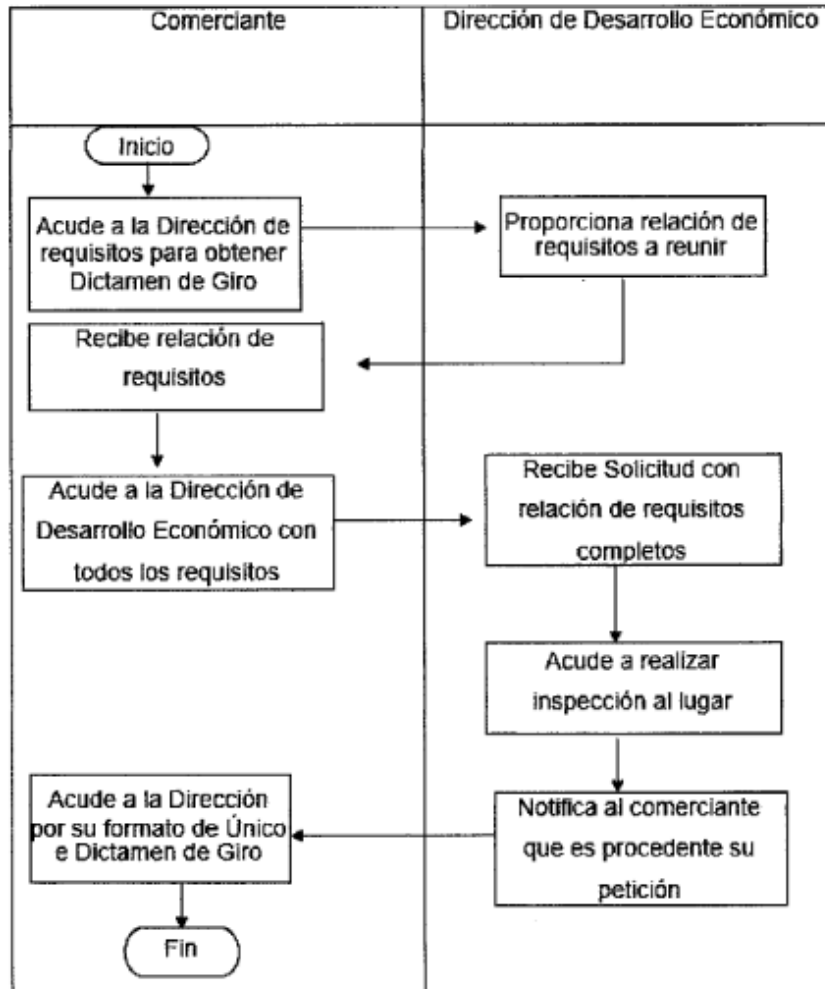 Comerciante
Dirección de Desarrollo Económico
Inicio
Acude a la Dirección de
requisitos para obtener
Dictamen de Giro
Proporciona relación de
requisitos a reunir
Recibe relación de
requisitos
Acude a la Dirección de
Desarrollo Económico con
todos los requisitos
Recibe Solicitud con
relación de requisitos
completos
Acude a realizar
inspección al lugar
Notifica al comerciante
que es procedente su
petición
Acude a la Dirección
por su formato de Único
e Dictamen de Giro
Fin